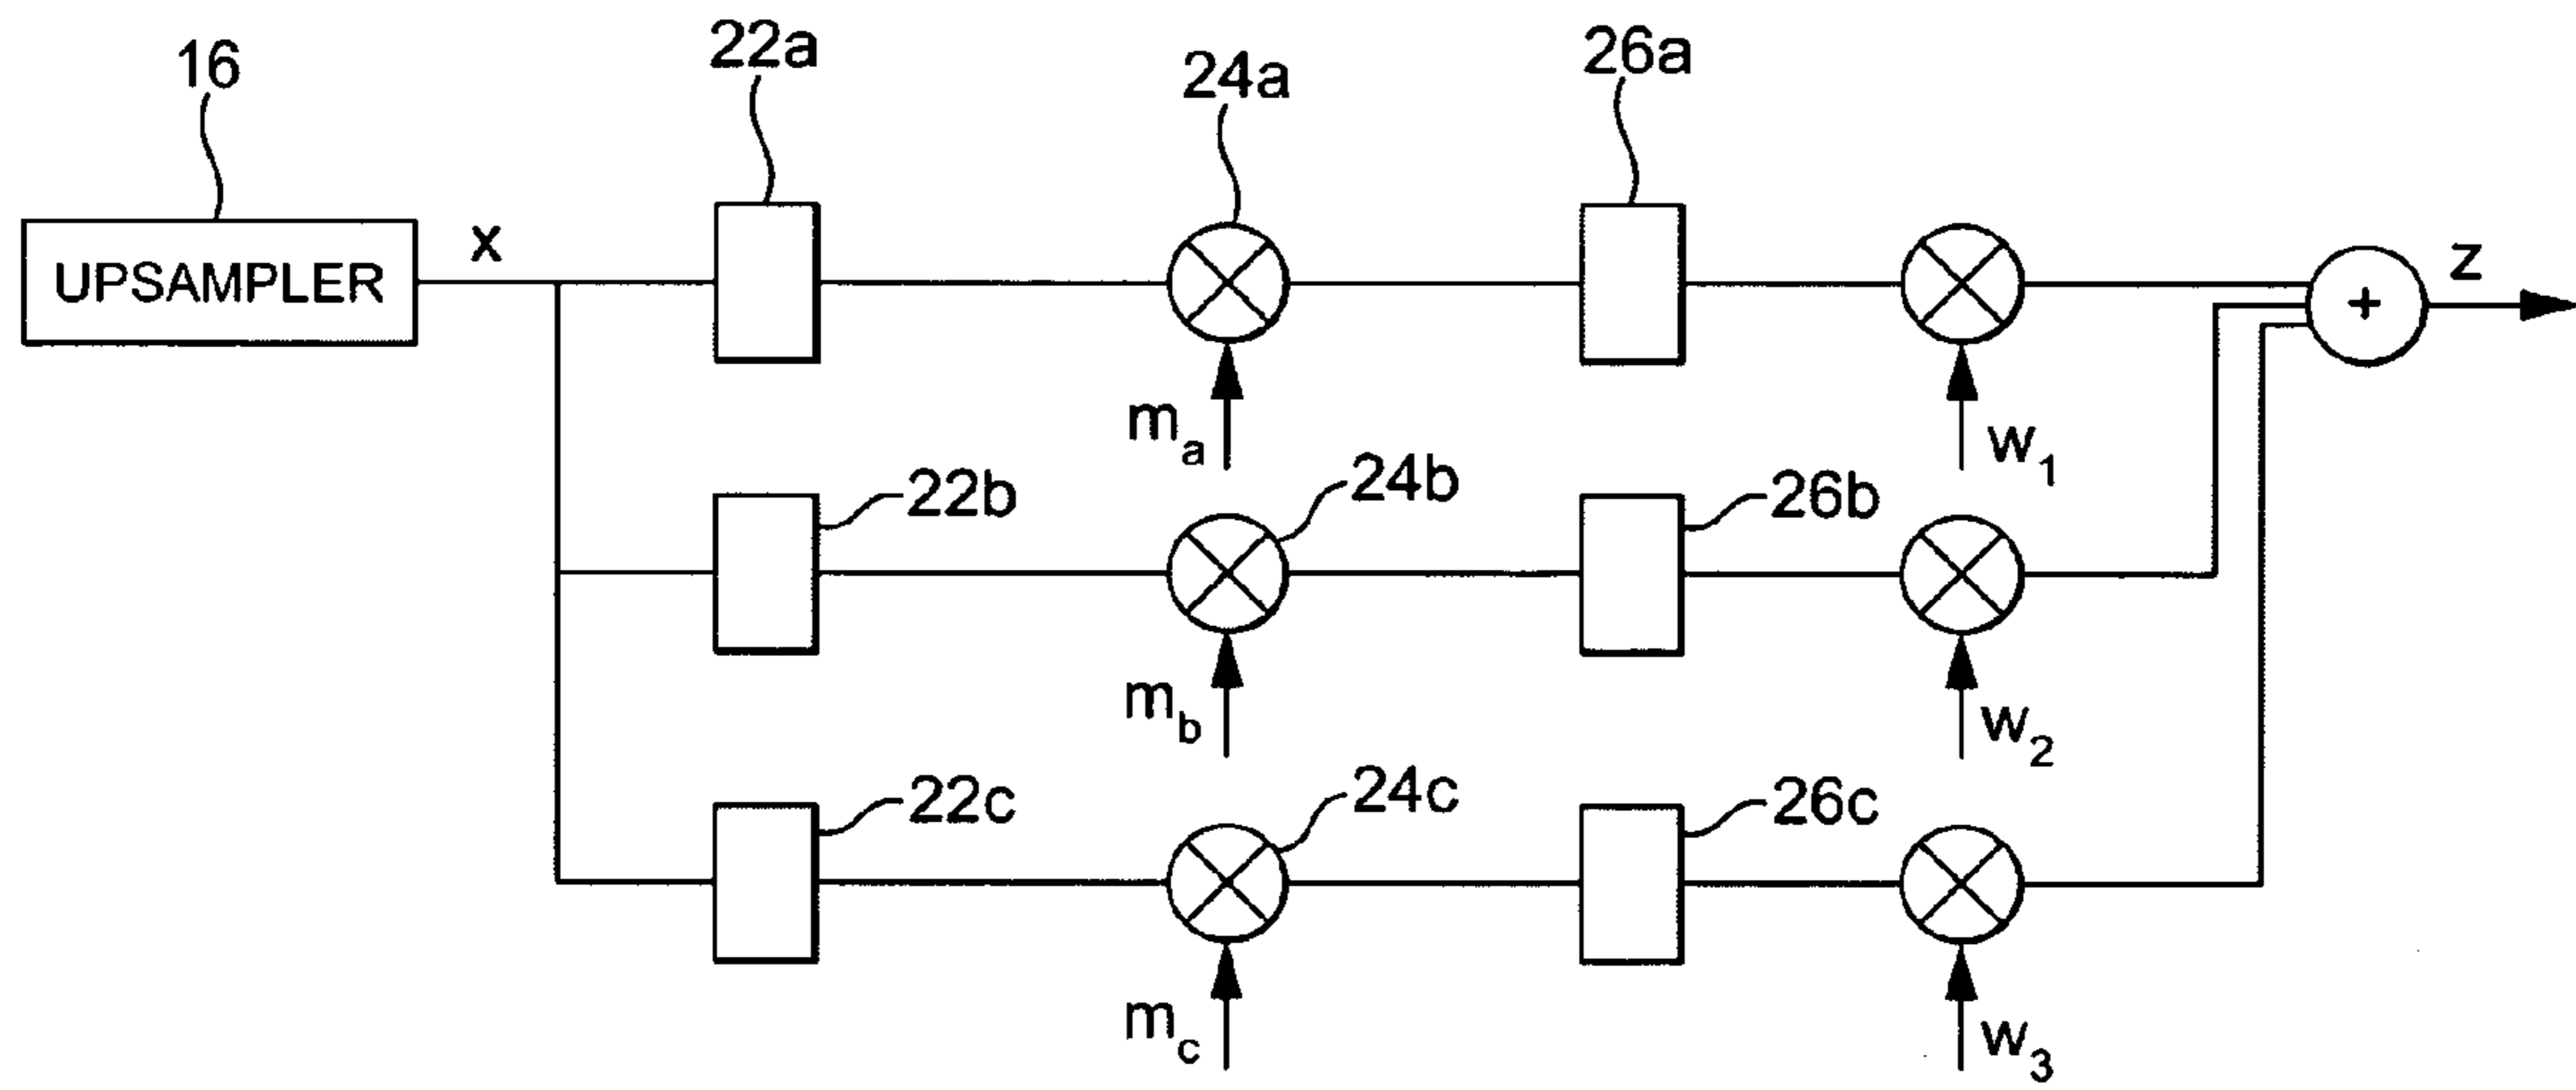 16
22a
24a
26a
UPSAMPLER
x
+
z
m_a
w_1
22b
24b
26b
m_b
w_2
22c
24c
26c
m_c
w_3